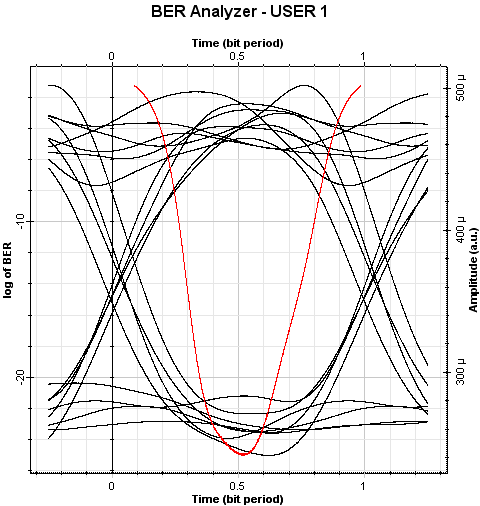 BER Analyzer - USER 1
Time (bit period)
0 0.5 1
500 µ
-10
400 µ
log of BER
Amplitude (a.u.)
-20
300 µ
0 0.5 1
Time (bit period)